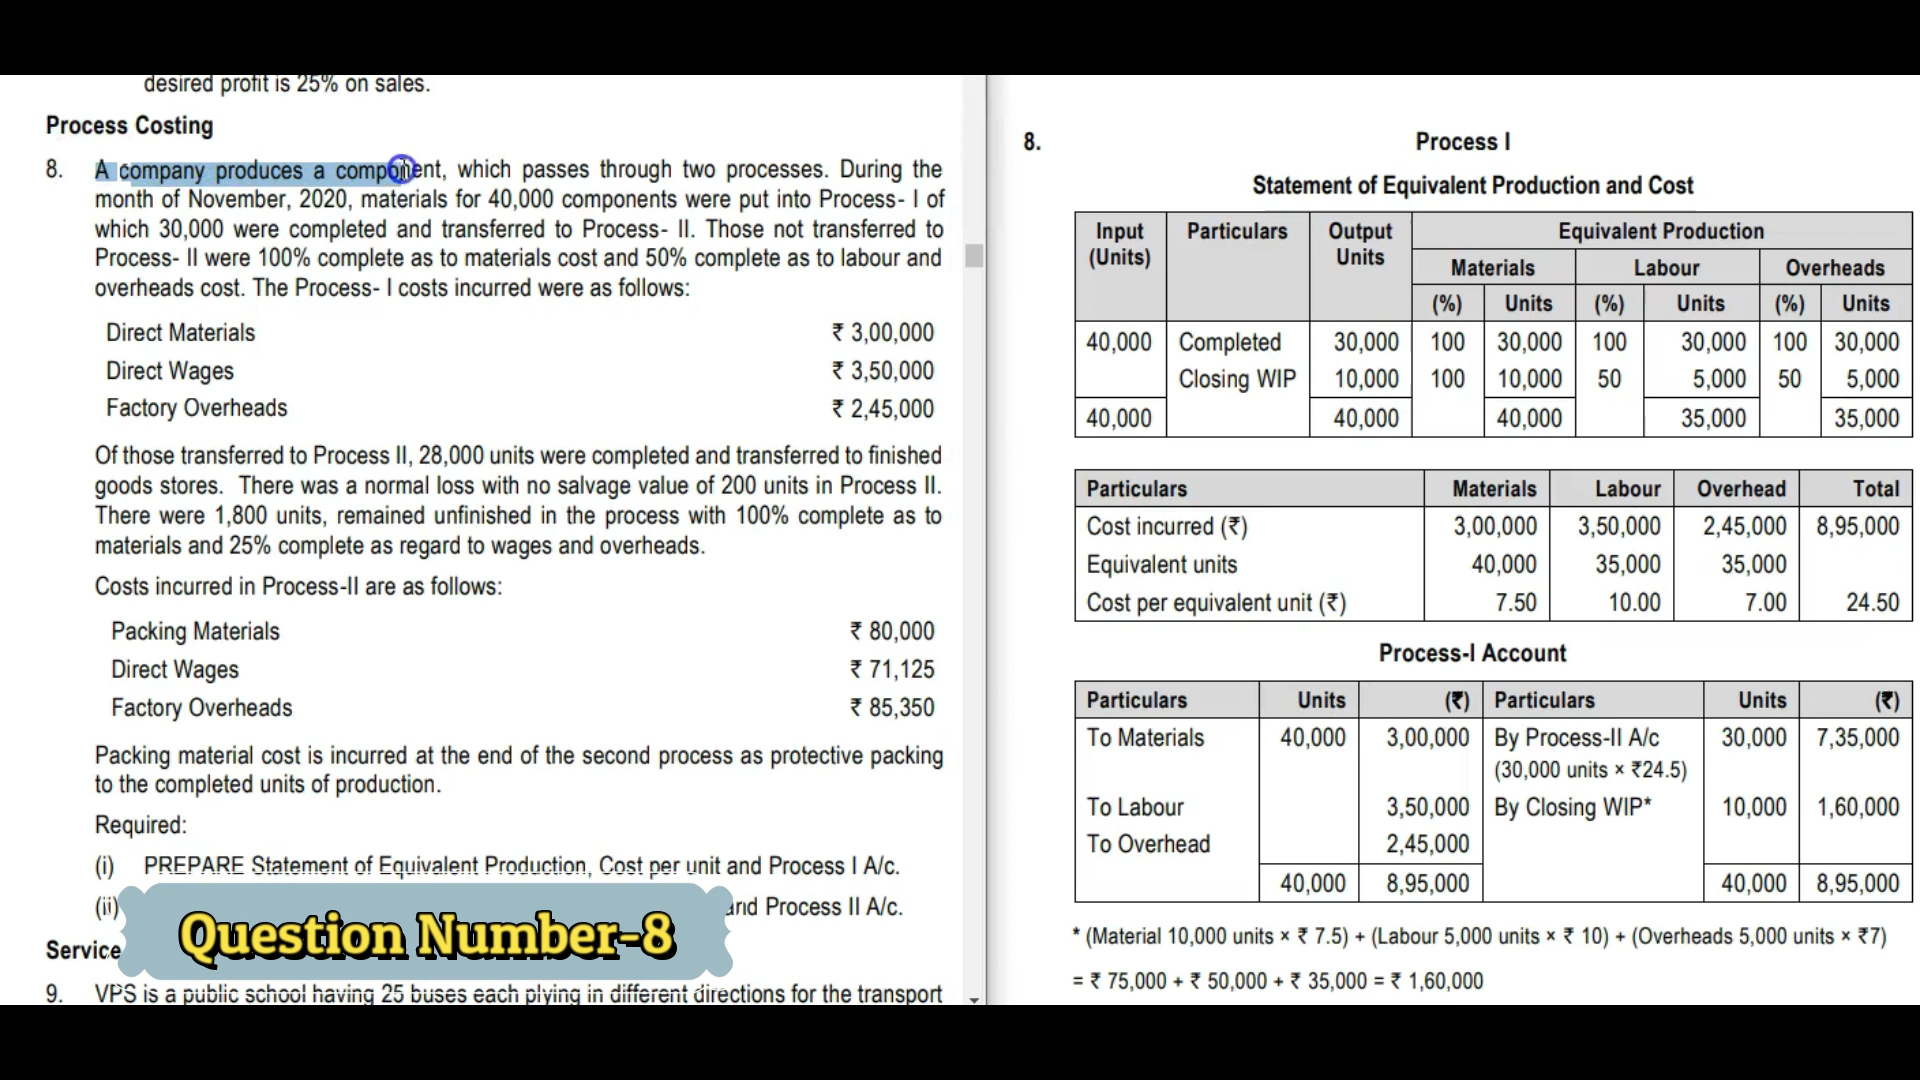 desired profit is 25% on sales.
Process Costing
8. A company produces a component, which passes through two processes. During the
month of November, 2020, materials for 40,000 components were put into Process- I of
which 30,000 were completed and transferred to Process- II. Those not transferred to
Process- II were 100% complete as to materials cost and 50% complete as to labour and
overheads cost. The Process- I costs incurred were as follows:
Direct Materials ₹ 3,00,000
Direct Wages ₹ 3,50,000
Factory Overheads ₹ 2,45,000
Of those transferred to Process II, 28,000 units were completed and transferred to finished
goods stores. There was a normal loss with no salvage value of 200 units in Process II.
There were 1,800 units, remained unfinished in the process with 100% complete as to
materials and 25% complete as regard to wages and overheads.
Costs incurred in Process-II are as follows:
Packing Materials ₹ 80,000
Direct Wages ₹ 71,125
Factory Overheads ₹ 85,350
Packing material cost is incurred at the end of the second process as protective packing
to the completed units of production.
Required:
(i) PREPARE Statement of Equivalent Production, Cost per unit and Process I A/c.
(ii) and Process II A/c.
Question Number-8
Service
9. VPS is a public school having 25 buses each plying in different directions for the transport
8. Process I
Statement of Equivalent Production and Cost
Input (Units) Particulars Output Units Equivalent Production
Materials Labour Overheads
(%) Units (%) Units (%) Units
40,000 Completed 30,000 100 30,000 100 30,000 100 30,000
Closing WIP 10,000 100 10,000 50 5,000 50 5,000
40,000 40,000 40,000 35,000 35,000
Particulars Materials Labour Overhead Total
Cost incurred (₹) 3,00,000 3,50,000 2,45,000 8,95,000
Equivalent units 40,000 35,000 35,000
Cost per equivalent unit (₹) 7.50 10.00 7.00 24.50
Process-I Account
Particulars Units (₹) Particulars Units (₹)
To Materials 40,000 3,00,000 By Process-II A/c 30,000 7,35,000
(30,000 units × ₹24.5)
To Labour 3,50,000 By Closing WIP* 10,000 1,60,000
To Overhead 2,45,000
40,000 8,95,000 40,000 8,95,000
* (Material 10,000 units × ₹ 7.5) + (Labour 5,000 units × ₹ 10) + (Overheads 5,000 units × ₹7)
= ₹ 75,000 + ₹ 50,000 + ₹ 35,000 = ₹ 1,60,000